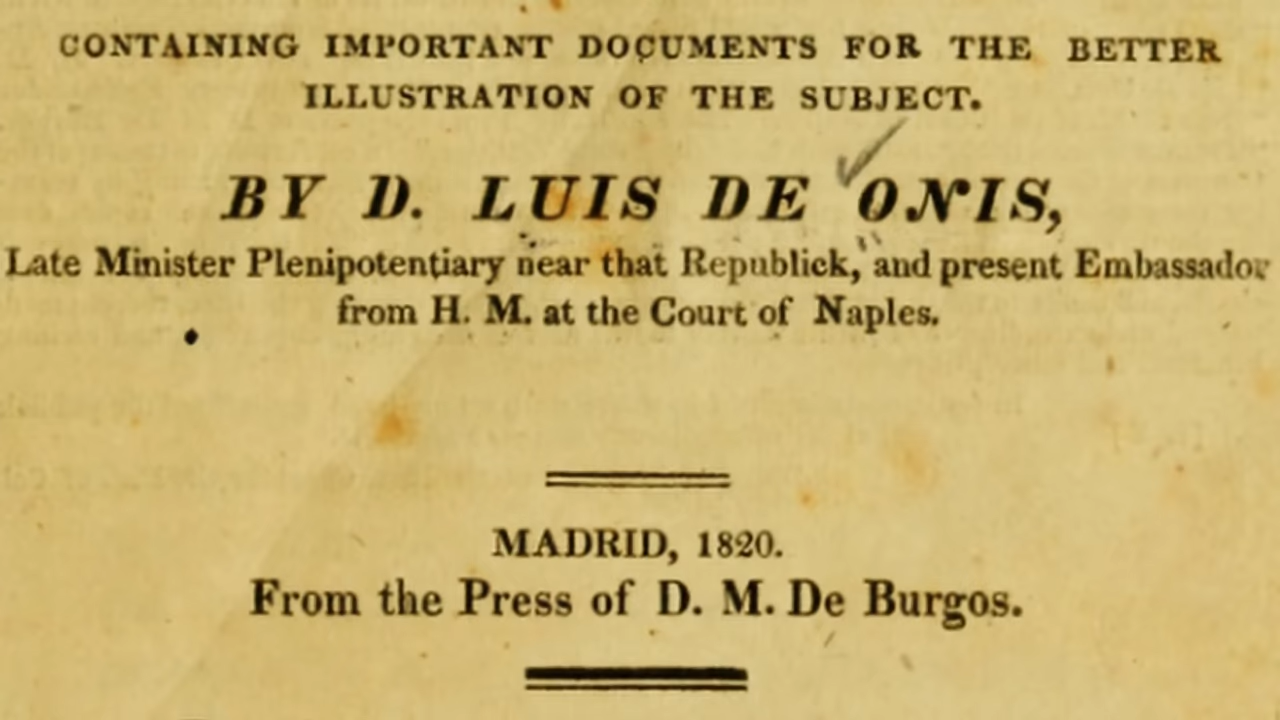 CONTAINING IMPORTANT DOCUMENTS FOR THE BETTER
ILLUSTRATION OF THE SUBJECT.
BY D. LUIS DE ONIS,
Late Minister Plenipotentiary near that Republick, and present Embassador
from H. M. at the Court of Naples.
MADRID, 1820.
From the Press of D. M. De Burgos.